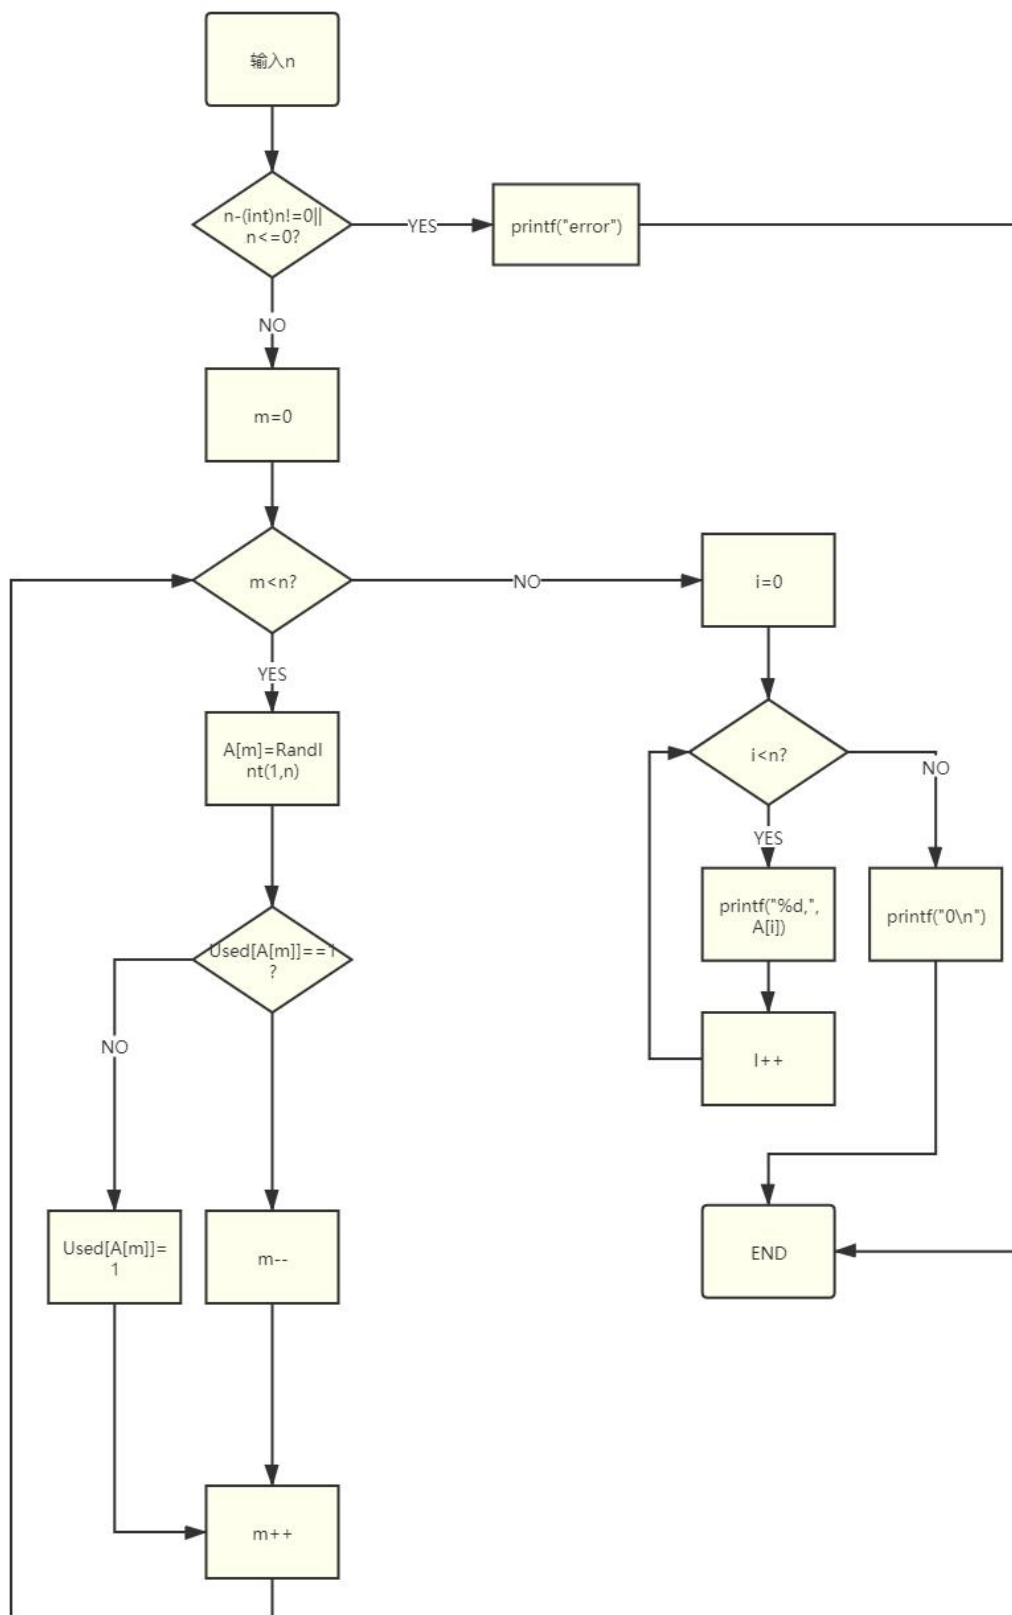 输入n
n-(int)n!=0||
n<=0?
YES
printf("error")
NO
m=0
m<n?
NO
i=0
YES
A[m]=RandI
nt(1,n)
i<n?
NO
YES
printf("%d,",
A[i])
printf("0\n")
Used[A[m]]==1
?
NO
I++
Used[A[m]]=
1
m--
END
m++